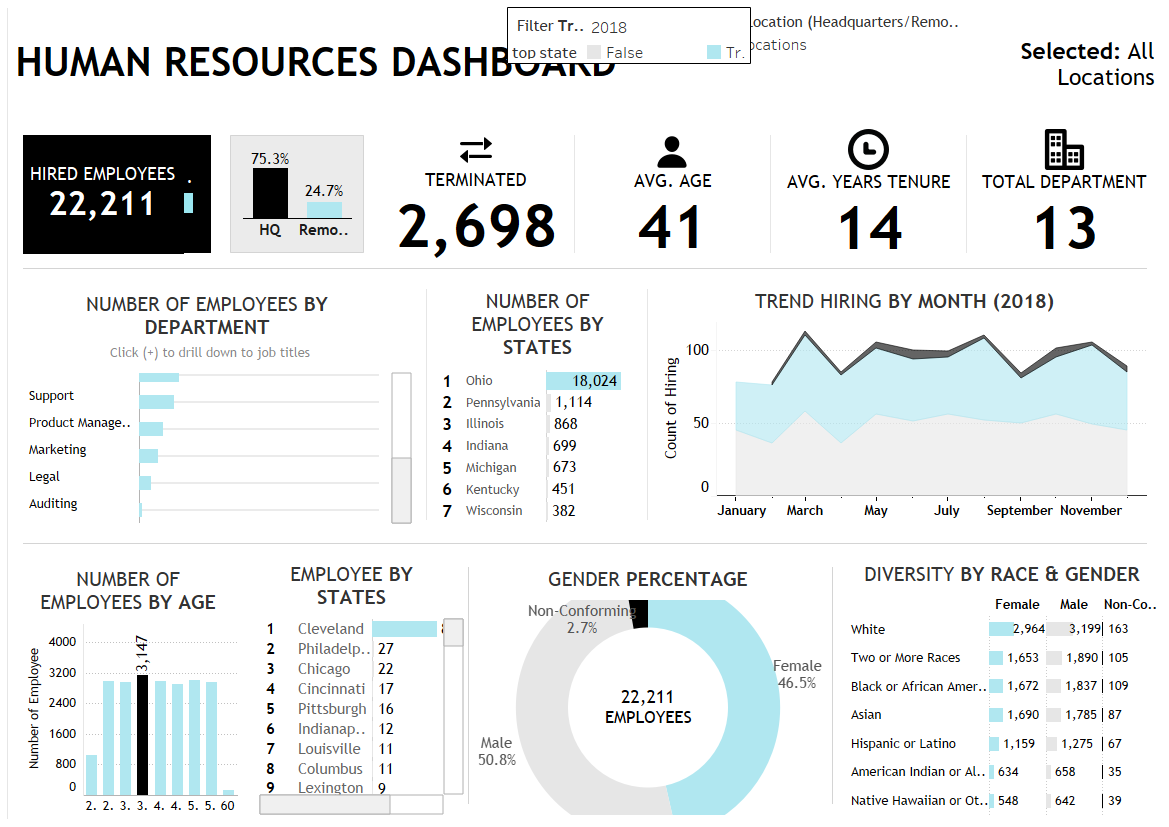 Filter Tr.. 2018
top state False Tr.
Location (Headquarters/Remo..
ocations
HUMAN RESOURCES DASHBOARD
Selected: All
Locations
HIRED EMPLOYEES .
22,211
75.3%
24.7%
HQ Remo..
TERMINATED
2,698
AVG. AGE
41
AVG. YEARS TENURE
14
TOTAL DEPARTMENT
13
NUMBER OF EMPLOYEES BY
DEPARTMENT
Click (+) to drill down to job titles
Support
Product Manage..
Marketing
Legal
Auditing
NUMBER OF
EMPLOYEES BY
STATES
1 Ohio 18,024
2 Pennsylvania 1,114
3 Illinois 868
4 Indiana 699
5 Michigan 673
6 Kentucky 451
7 Wisconsin 382
TREND HIRING BY MONTH (2018)
Count of Hiring
100
50
0
January March May July September November
NUMBER OF
EMPLOYEES BY AGE
Number of Employee
4000
3200
2400
1600
800
0
3,147
2. 2. 3. 3. 4. 4. 5. 5. 60
EMPLOYEE BY
STATES
1 Cleveland
2 Philadelp.. 27
3 Chicago 22
4 Cincinnati 17
5 Pittsburgh 16
6 Indianap.. 12
7 Louisville 11
8 Columbus 11
9 Lexington 9
GENDER PERCENTAGE
Non-Conforming
2.7%
Female
46.5%
22,211
EMPLOYEES
Male
50.8%
DIVERSITY BY RACE & GENDER
Female Male Non-Co..
White 2,964 3,199 163
Two or More Races 1,653 1,890 105
Black or African Amer.. 1,672 1,837 109
Asian 1,690 1,785 87
Hispanic or Latino 1,159 1,275 67
American Indian or Al.. 634 658 35
Native Hawaiian or Ot.. 548 642 39